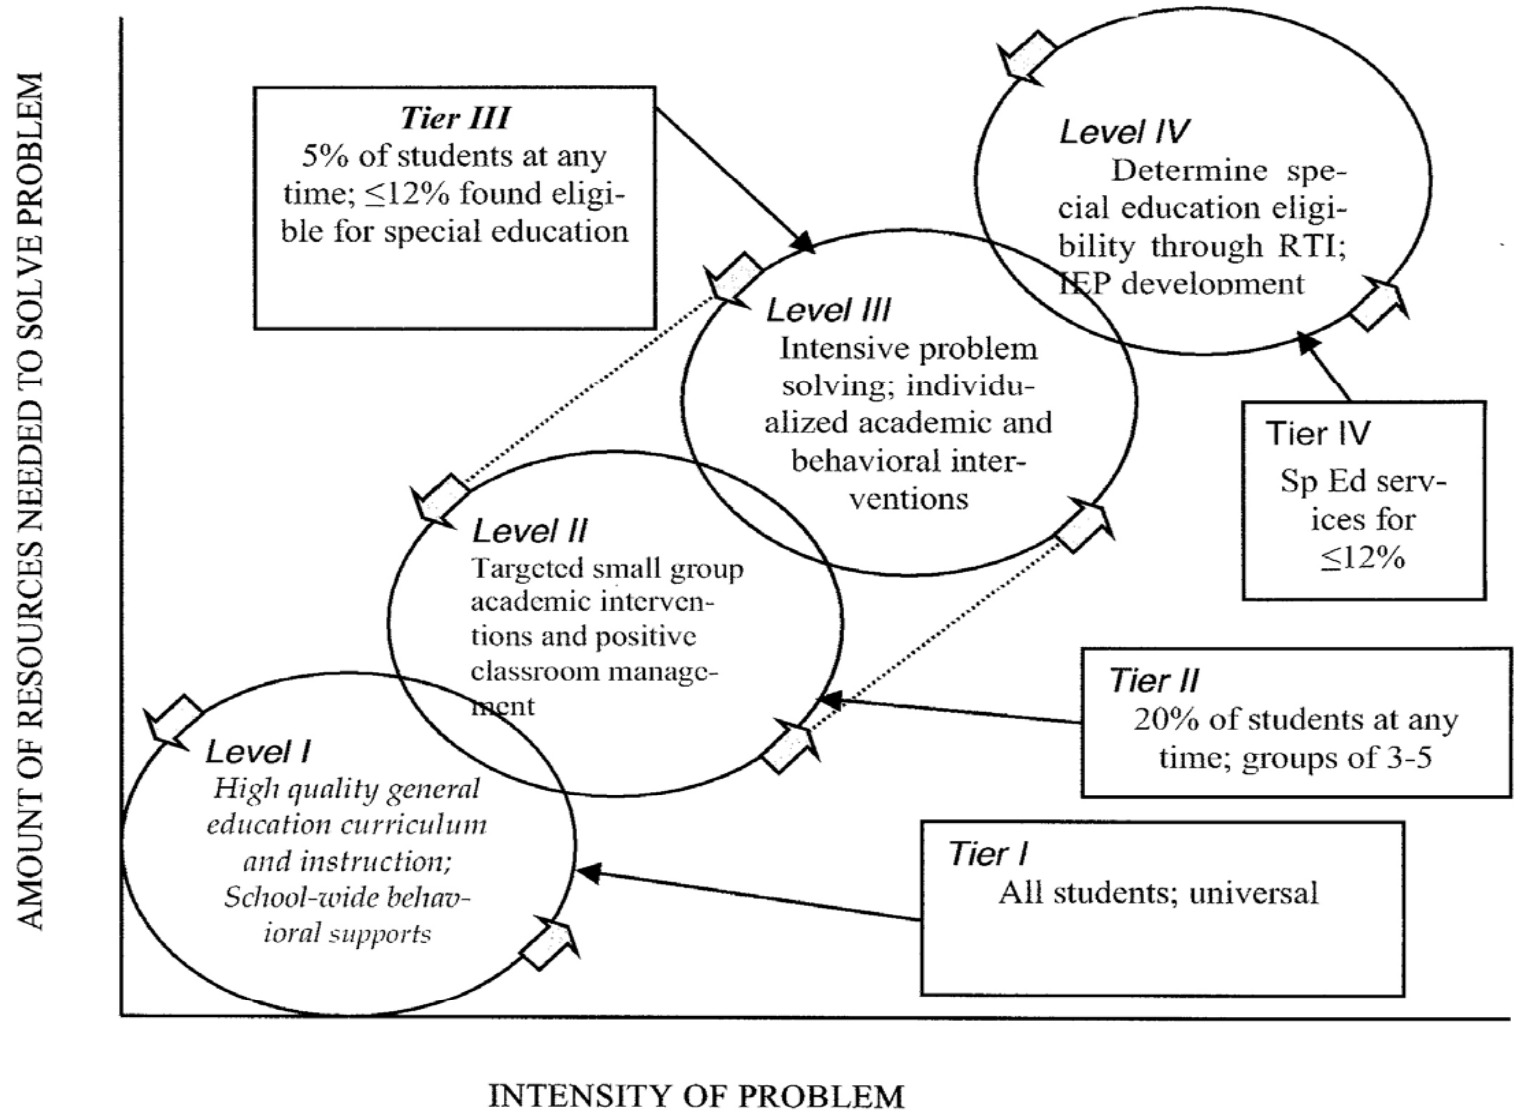 AMOUNT OF RESOURCES NEEDED TO SOLVE PROBLEM
Tier III
5% of students at any
time; ≤12% found eligi-
ble for special education
Level IV
Determine spe-
cial education eligi-
bility through RTI;
IEP development
Level III
Intensive problem
solving; individu-
alized academic and
behavioral inter-
ventions
Tier IV
Sp Ed serv-
ices for
≤12%
Level II
Targeted small group
academic interven-
tions and positive
classroom manage-
ment
Tier II
20% of students at any
time; groups of 3-5
Level I
High quality general
education curriculum
and instruction;
School-wide behav-
ioral supports
Tier I
All students; universal
INTENSITY OF PROBLEM